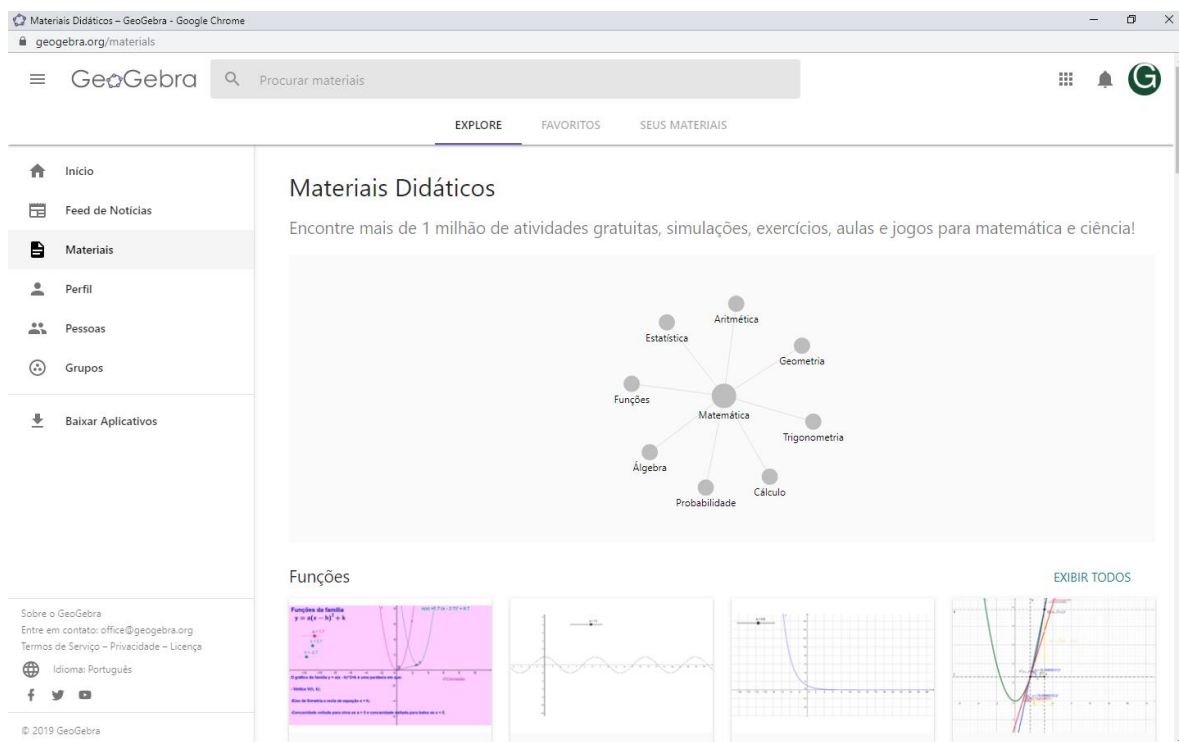 Materiais Didáticos – GeoGebra - Google Chrome
geogebra.org/materials
GeoGebra
Procurar materiais
EXPLORE FAVORITOS SEUS MATERIAIS
Início
Feed de Notícias
Materiais
Perfil
Pessoas
Grupos
Baixar Aplicativos
Sobre o GeoGebra
Entre em contato: office@geogebra.org
Termos de Serviço – Privacidade – Licença
Idioma: Português
© 2019 GeoGebra
Materiais Didáticos
Encontre mais de 1 milhão de atividades gratuitas, simulações, exercícios, aulas e jogos para matemática e ciência!
Aritmética
Estatística
Geometria
Funções
Matemática
Trigonometria
Álgebra
Cálculo
Probabilidade
Funções EXIBIR TODOS
Funções da família
y = a(x − h)² + k